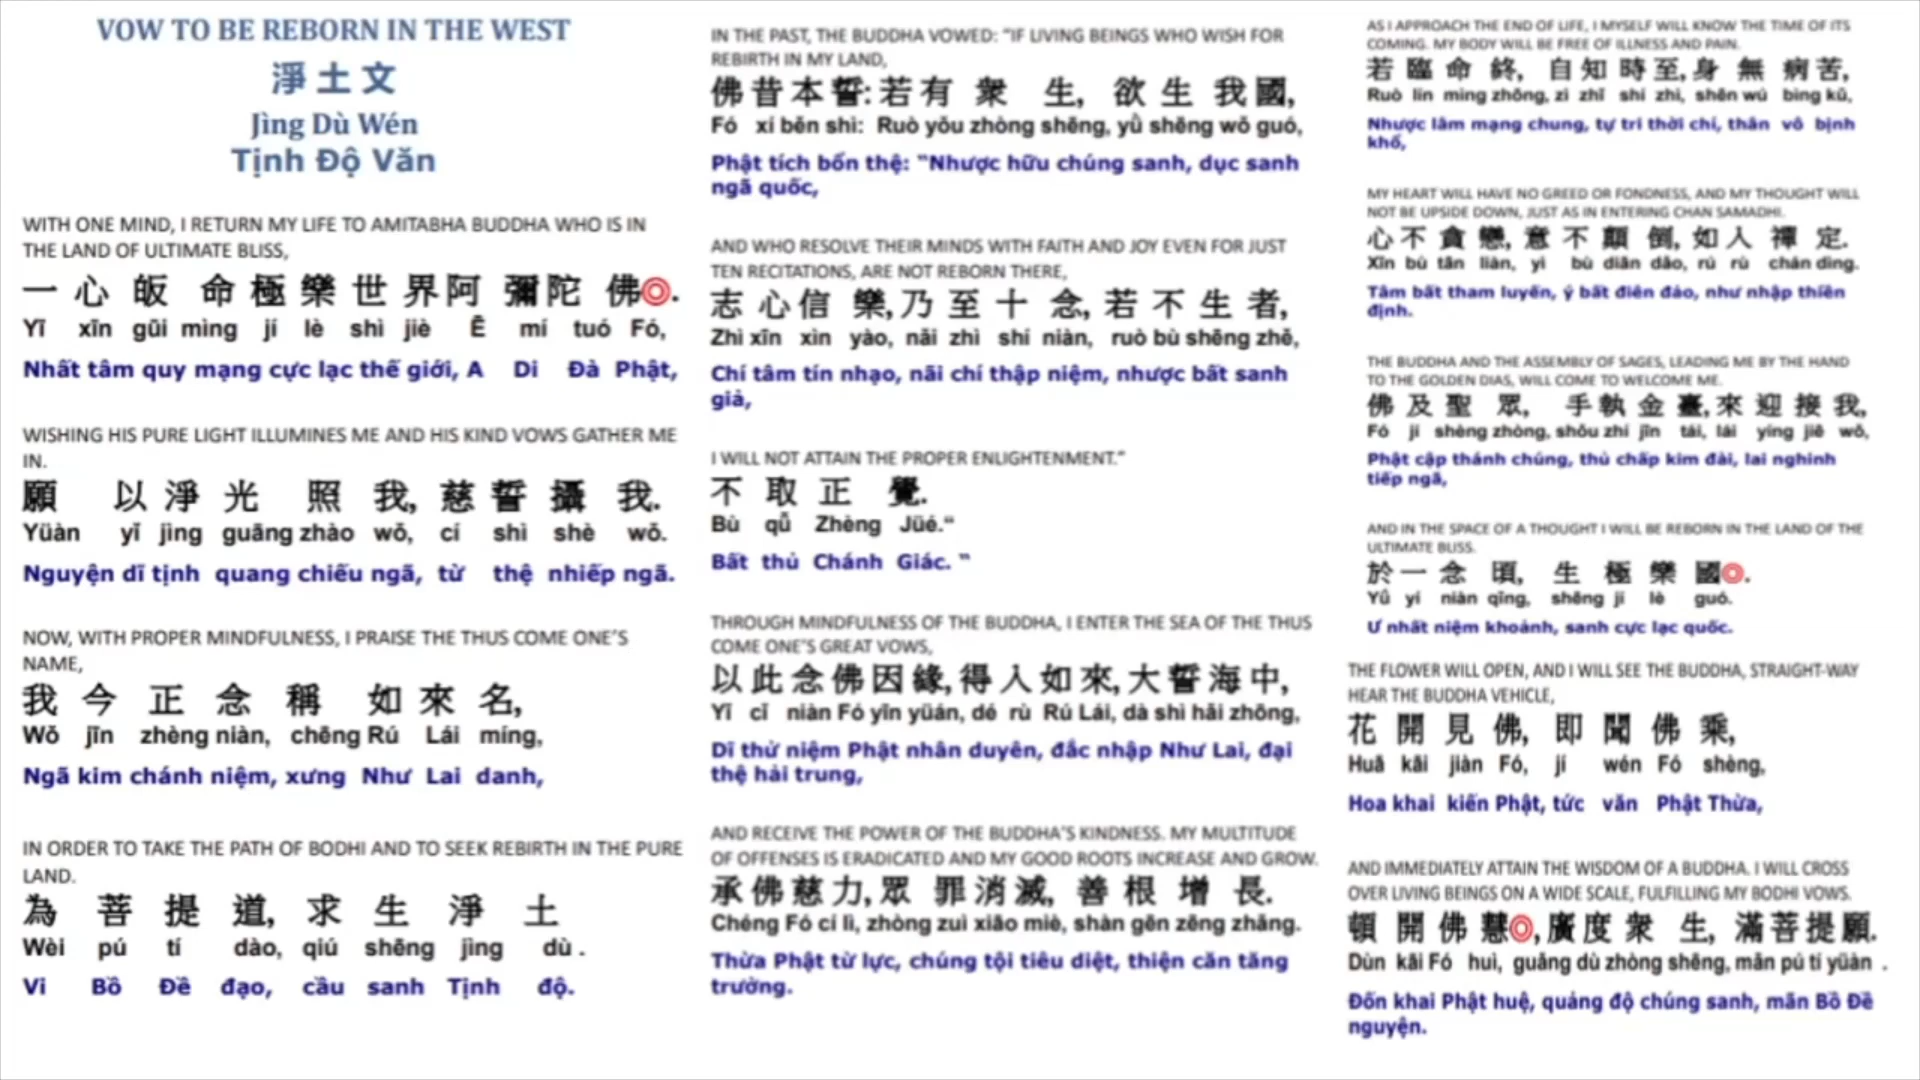 VOW TO BE REBORN IN THE WEST
淨土文
Jìng Dù Wén
Tịnh Độ Văn
WITH ONE MIND, I RETURN MY LIFE TO AMITABHA BUDDHA WHO IS IN
THE LAND OF ULTIMATE BLISS,
一心皈命極樂世界阿彌陀佛◎.
Yī xīn gūi mìng jí lè shì jiè Ē mí tuó Fó,
Nhất tâm quy mạng cực lạc thế giới, A Di Đà Phật,
WISHING HIS PURE LIGHT ILLUMINES ME AND HIS KIND VOWS GATHER ME
IN.
願以淨光照我, 慈誓攝我.
Yüàn yǐ jìng guāng zhào wǒ, cí shì shè wǒ.
Nguyện dĩ tịnh quang chiếu ngã, từ thệ nhiếp ngã.
NOW, WITH PROPER MINDFULNESS, I PRAISE THE THUS COME ONE'S
NAME,
我今正念稱如來名,
Wǒ jīn zhèng niàn, chēng Rú Lái míng,
Ngã kim chánh niệm, xưng Như Lai danh,
IN ORDER TO TAKE THE PATH OF BODHI AND TO SEEK REBIRTH IN THE PURE
LAND.
為菩提道, 求生淨土
Wèi pú tí dào, qiú shēng jìng dù .
Vì Bồ Đề đạo, cầu sanh Tịnh độ.
IN THE PAST, THE BUDDHA VOWED: "IF LIVING BEINGS WHO WISH FOR
REBIRTH IN MY LAND,
佛昔本誓: 若有衆生, 欲生我國,
Fó xí běn shì: Ruò yǒu zhòng shēng, yǜ shēng wǒ guó,
Phật tích bổn thệ: "Nhược hữu chúng sanh, dục sanh
ngã quốc,
AND WHO RESOLVE THEIR MINDS WITH FAITH AND JOY EVEN FOR JUST
TEN RECITATIONS, ARE NOT REBORN THERE,
志心信樂, 乃至十念, 若不生者,
Zhì xīn xìn yào, nǎi zhì shí niàn, ruò bù shēng zhě,
Chí tâm tín nhạo, nãi chí thập niệm, nhược bất sanh
giả,
I WILL NOT ATTAIN THE PROPER ENLIGHTENMENT."
不取正覺.
Bù qǚ Zhèng Jüé."
Bất thủ Chánh Giác. "
THROUGH MINDFULNESS OF THE BUDDHA, I ENTER THE SEA OF THE THUS
COME ONE'S GREAT VOWS,
以此念佛因緣, 得入如來, 大誓海中,
Yǐ cǐ niàn Fó yīn yüán, dé rù Rú Lái, dà shì hǎi zhōng,
Dĩ thử niệm Phật nhân duyên, đắc nhập Như Lai, đại
thệ hải trung,
AND RECEIVE THE POWER OF THE BUDDHA'S KINDNESS. MY MULTITUDE
OF OFFENSES IS ERADICATED AND MY GOOD ROOTS INCREASE AND GROW.
承佛慈力, 眾罪消滅, 善根增長.
Chéng Fó cí lì, zhòng zuì xiāo miè, shàn gēn zēng zhǎng.
Thừa Phật từ lực, chúng tội tiêu diệt, thiện căn tăng
trưởng.
AS I APPROACH THE END OF LIFE, I MYSELF WILL KNOW THE TIME OF ITS
COMING. MY BODY WILL BE FREE OF ILLNESS AND PAIN.
若臨命終, 自知時至, 身無病苦,
Ruò lín mìng zhōng, zì zhī shí zhì, shēn wú bìng kǔ,
Nhược lâm mạng chung, tự tri thời chí, thân vô bịnh
khổ,
MY HEART WILL HAVE NO GREED OR FONDNESS, AND MY THOUGHT WILL
NOT BE UPSIDE DOWN, JUST AS IN ENTERING CHAN SAMADHI.
心不貪戀, 意不顛倒, 如入禪定.
Xīn bù tān liàn, yì bù diān dǎo, rú rù chán dìng.
Tâm bất tham luyến, ý bất điên đảo, như nhập thiền
định.
THE BUDDHA AND THE ASSEMBLY OF SAGES, LEADING ME BY THE HAND
TO THE GOLDEN DIAS, WILL COME TO WELCOME ME.
佛及聖眾, 手執金臺, 來迎接我,
Fó jí shèng zhòng, shǒu zhí jīn tái, lái yíng jiē wǒ,
Phật cập thánh chúng, thủ chấp kim đài, lai nghinh
tiếp ngã,
AND IN THE SPACE OF A THOUGHT I WILL BE REBORN IN THE LAND OF THE
ULTIMATE BLISS.
於一念頃, 生極樂國◎.
Yǘ yí niàn qǐng, shēng jí lè guó.
Ư nhất niệm khoảnh, sanh cực lạc quốc.
THE FLOWER WILL OPEN, AND I WILL SEE THE BUDDHA, STRAIGHT-WAY
HEAR THE BUDDHA VEHICLE,
花開見佛, 即聞佛乘,
Huā kāi jiàn Fó, jí wén Fó shèng,
Hoa khai kiến Phật, tức văn Phật Thừa,
AND IMMEDIATELY ATTAIN THE WISDOM OF A BUDDHA. I WILL CROSS
OVER LIVING BEINGS ON A WIDE SCALE, FULFILLING MY BODHI VOWS.
頓開佛慧◎, 廣度衆生, 滿菩提願.
Dùn kāi Fó huì, guǎng dù zhòng shēng, mǎn pú tí yüàn .
Đốn khai Phật huệ, quảng độ chúng sanh, mãn Bồ Đề
nguyện.